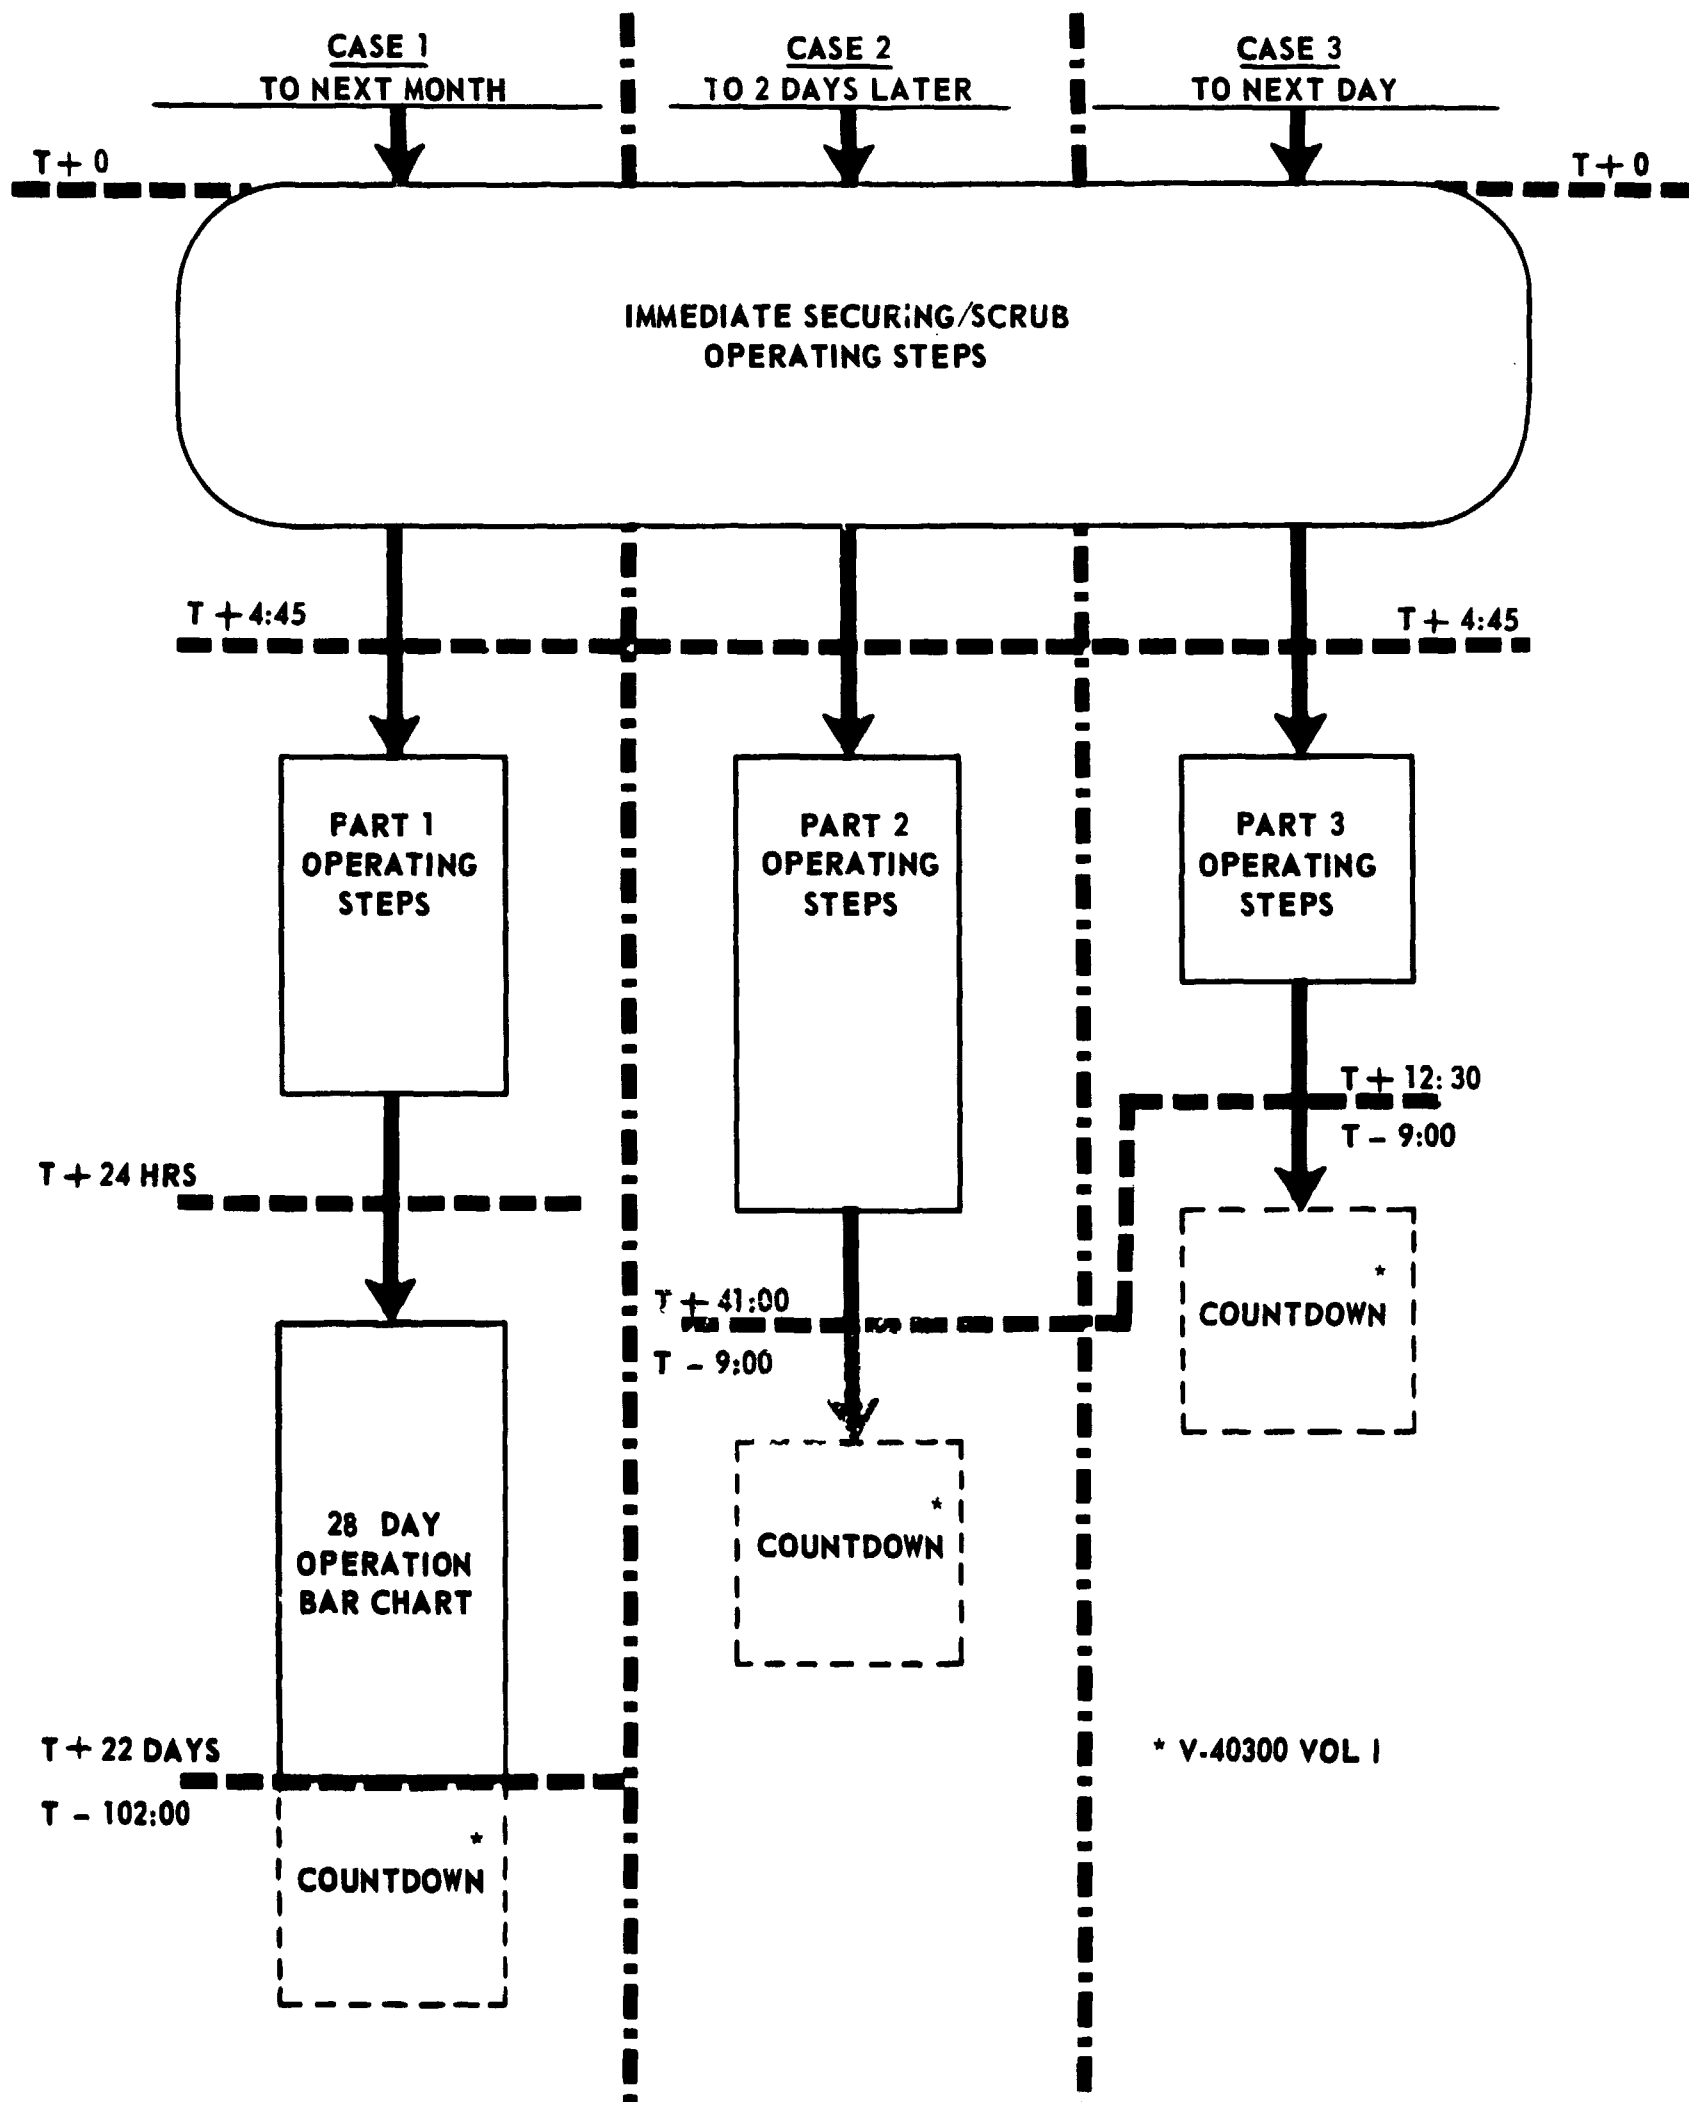 CASE 1
TO NEXT MONTH
CASE 2
TO 2 DAYS LATER
CASE 3
TO NEXT DAY
T + 0
T + 0
IMMEDIATE SECURING/SCRUB
OPERATING STEPS
T + 4:45
T + 4:45
PART 1
OPERATING
STEPS
PART 2
OPERATING
STEPS
PART 3
OPERATING
STEPS
T + 12:30
T - 9:00
T + 24 HRS
T + 41:00
T - 9:00
*
COUNTDOWN
*
COUNTDOWN
28 DAY
OPERATION
BAR CHART
T + 22 DAYS
T - 102:00
*
COUNTDOWN
* V-40300 VOL I